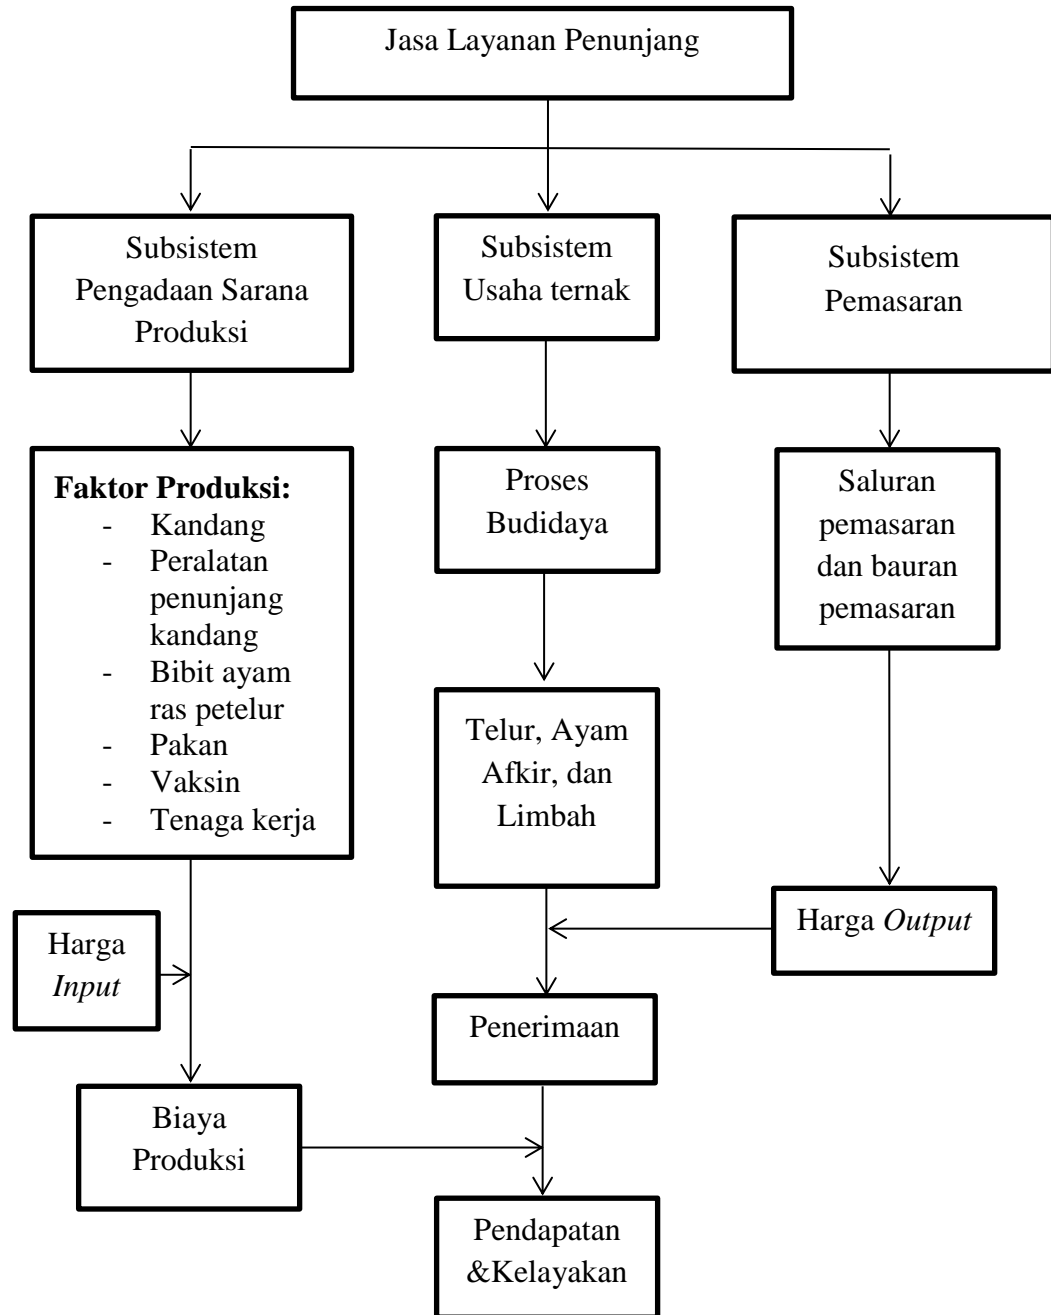 Jasa Layanan Penunjang
Subsistem
Pengadaan Sarana
Produksi
Subsistem
Usaha ternak
Subsistem
Pemasaran
Faktor Produksi:
- Kandang
- Peralatan
penunjang
kandang
- Bibit ayam
ras petelur
- Pakan
- Vaksin
- Tenaga kerja
Proses
Budidaya
Saluran
pemasaran
dan bauran
pemasaran
Telur, Ayam
Afkir, dan
Limbah
Harga Output
Harga
Input
Penerimaan
Biaya
Produksi
Pendapatan
&Kelayakan